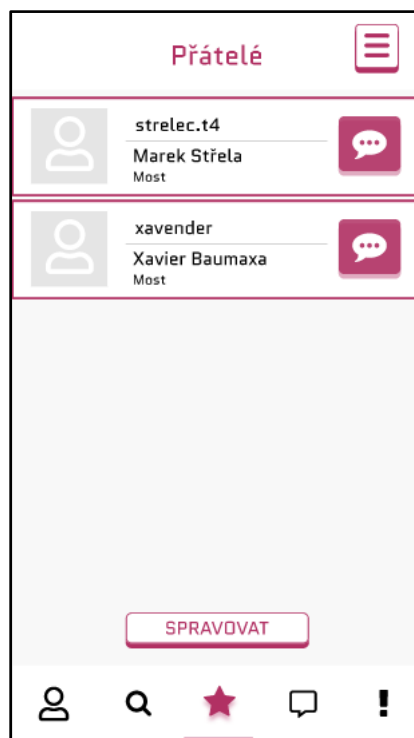 Přátelé
strelec.t4
Marek Střela
Most
xavender
Xavier Baumaxa
Most
SPRAVOVAT